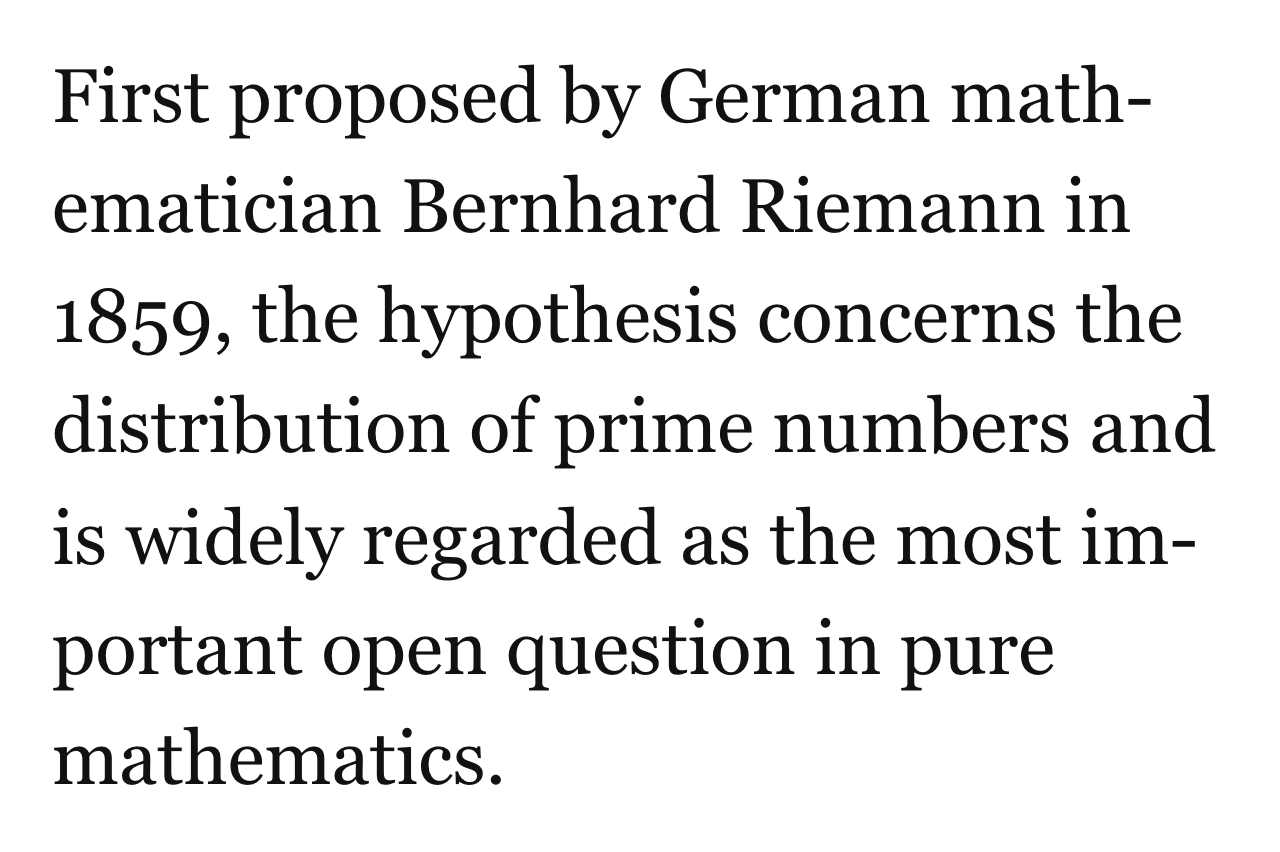 First proposed by German math-
ematician Bernhard Riemann in
1859, the hypothesis concerns the
distribution of prime numbers and
is widely regarded as the most im-
portant open question in pure
mathematics.